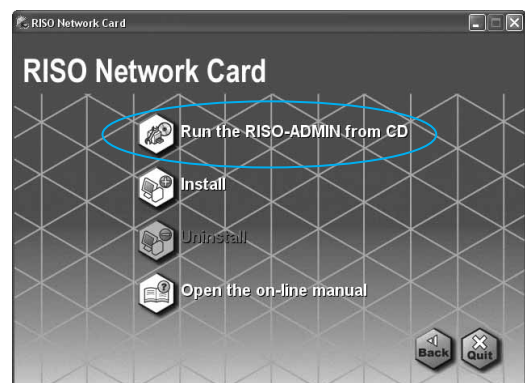 RISO Network Card
RISO Network Card
Run the RISO-ADMIN from CD
Install
Uninstall
Open the on-line manual
Back
Quit